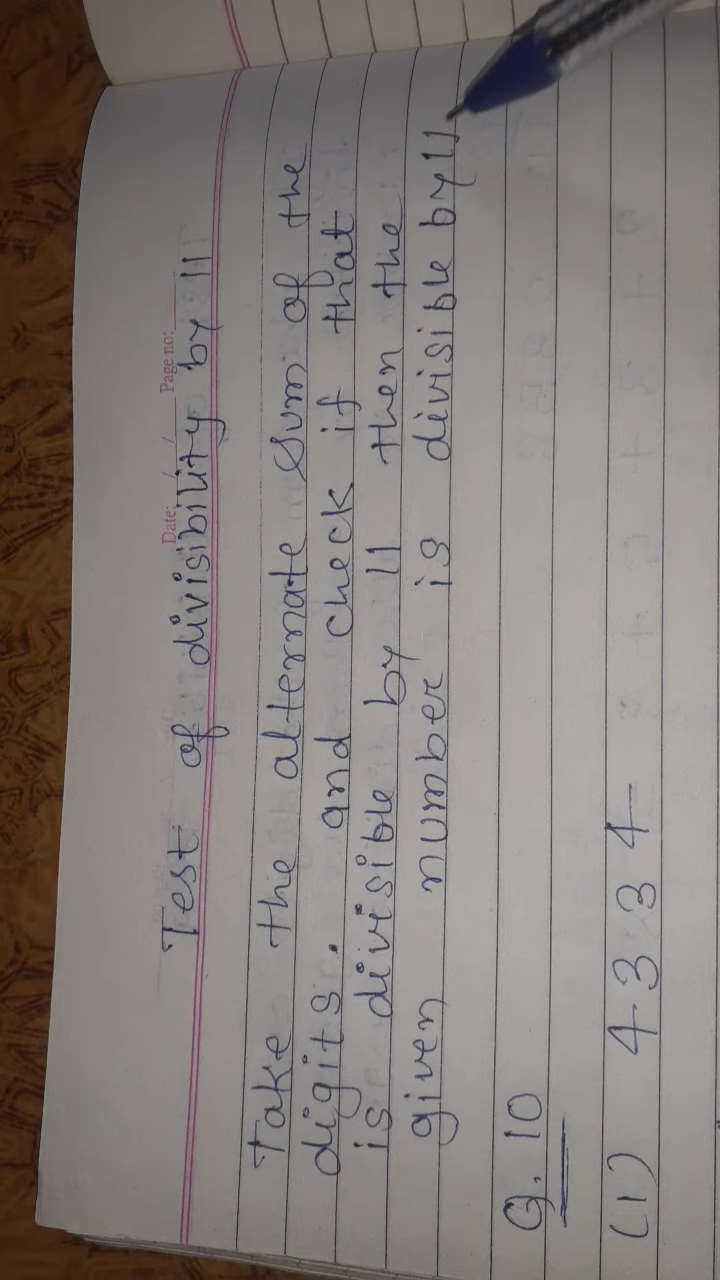 Date: / / Page no:
Test of divisibility by 11
Take the alternate sum of the
digits. and check if that
is divisible by 11 then the
given number is divisible by 11
Q. 10
(1) 4334